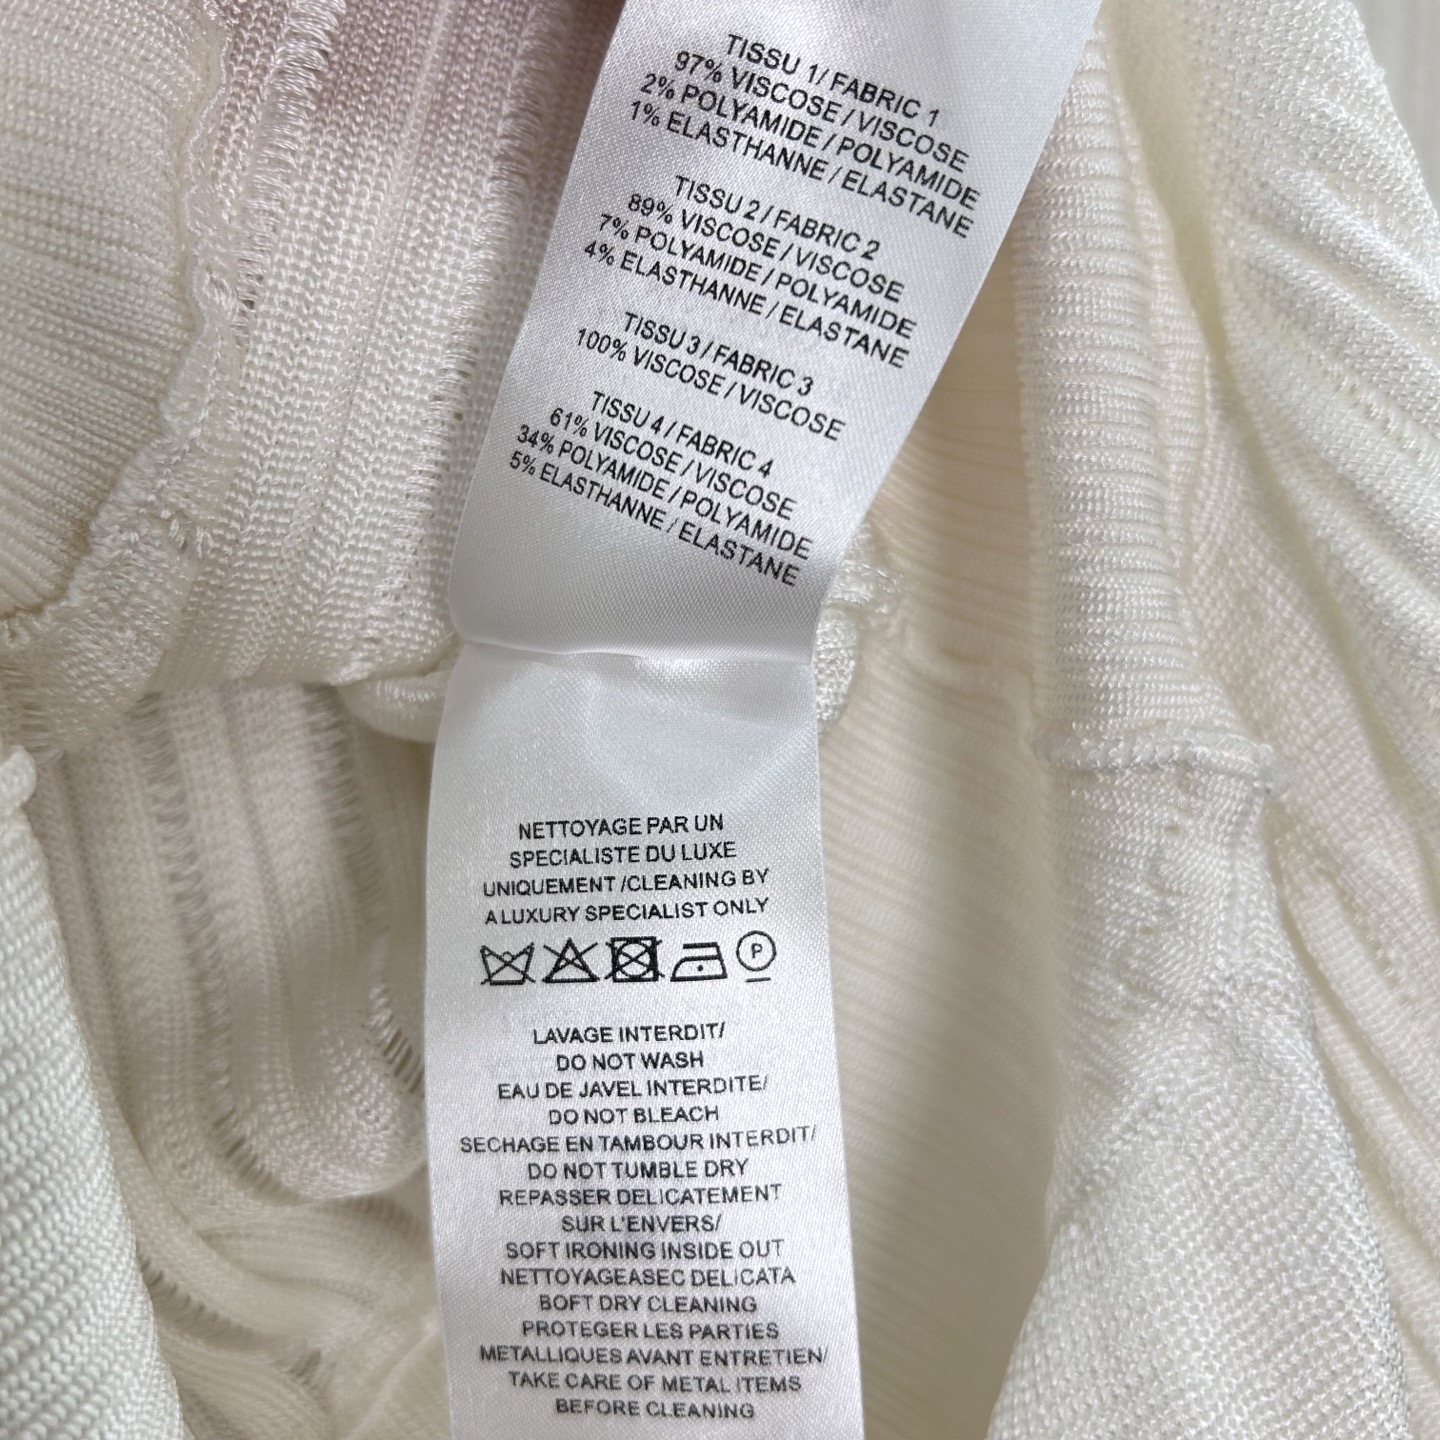 TISSU 1/ FABRIC 1
97% VISCOSE / VISCOSE
2% POLYAMIDE / POLYAMIDE
1% ELASTHANNE / ELASTANE
TISSU 2 / FABRIC 2
89% VISCOSE / VISCOSE
7% POLYAMIDE / POLYAMIDE
4% ELASTHANNE / ELASTANE
TISSU 3 / FABRIC 3
100% VISCOSE / VISCOSE
TISSU 4 / FABRIC 4
61% VISCOSE / VISCOSE
34% POLYAMIDE / POLYAMIDE
5% ELASTHANNE / ELASTANE
NETTOYAGE PAR UN
SPECIALISTE DU LUXE
UNIQUEMENT /CLEANING BY
A LUXURY SPECIALIST ONLY
P
LAVAGE INTERDIT/
DO NOT WASH
EAU DE JAVEL INTERDITE/
DO NOT BLEACH
SECHAGE EN TAMBOUR INTERDIT/
DO NOT TUMBLE DRY
REPASSER DELICATEMENT
SUR L'ENVERS/
SOFT IRONING INSIDE OUT
NETTOYAGEASEC DELICATA
BOFT DRY CLEANING
PROTEGER LES PARTIES
METALLIQUES AVANT ENTRETIEN/
TAKE CARE OF METAL ITEMS
BEFORE CLEANING